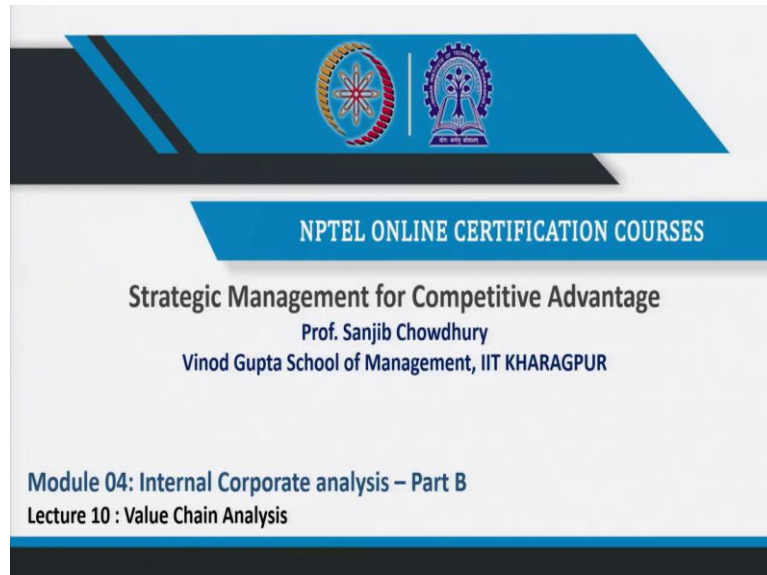 NPTEL ONLINE CERTIFICATION COURSES
Strategic Management for Competitive Advantage
Prof. Sanjib Chowdhury
Vinod Gupta School of Management, IIT KHARAGPUR
Module 04: Internal Corporate analysis – Part B
Lecture 10 : Value Chain Analysis